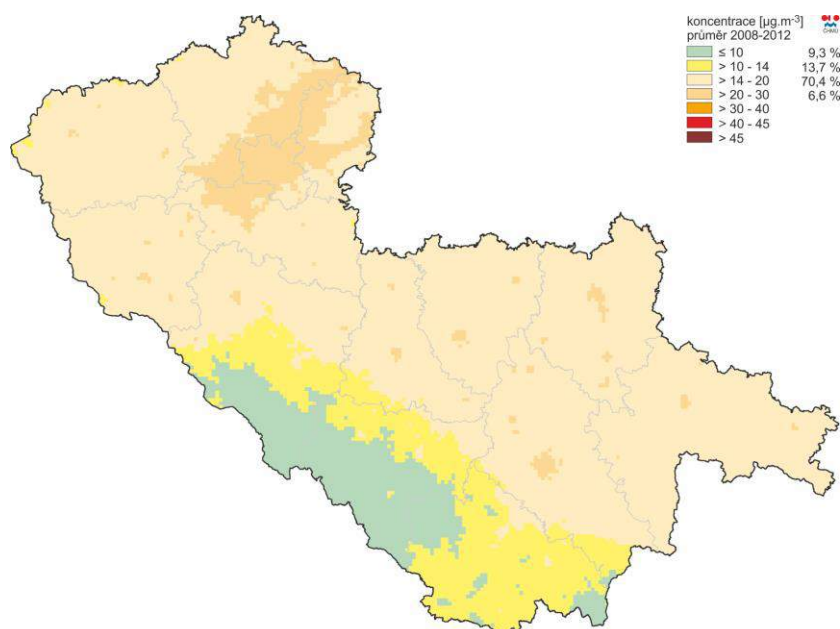 koncentrace [µg.m⁻³]
průměr 2008-2012
ČHMÚ
≤ 10 9,3 %
> 10 - 14 13,7 %
> 14 - 20 70,4 %
> 20 - 30 6,6 %
> 30 - 40
> 40 - 45
> 45